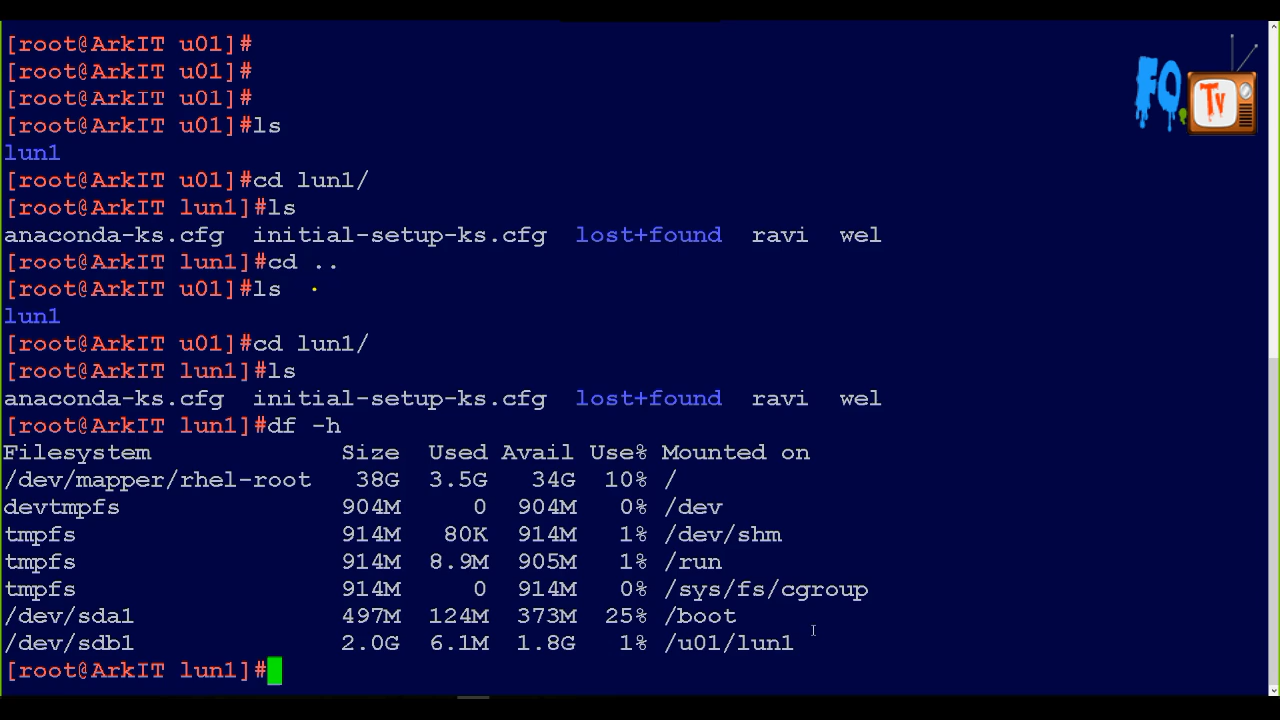 [root@ArkIT u01]#
[root@ArkIT u01]#
[root@ArkIT u01]#
[root@ArkIT u01]#ls
lun1
[root@ArkIT u01]#cd lun1/
[root@ArkIT lun1]#ls
anaconda-ks.cfg  initial-setup-ks.cfg  lost+found  ravi  wel
[root@ArkIT lun1]#cd ..
[root@ArkIT u01]#ls
lun1
[root@ArkIT u01]#cd lun1/
[root@ArkIT lun1]#ls
anaconda-ks.cfg  initial-setup-ks.cfg  lost+found  ravi  wel
[root@ArkIT lun1]#df -h
Filesystem             Size  Used Avail Use% Mounted on
/dev/mapper/rhel-root   38G  3.5G   34G  10% /
devtmpfs               904M     0  904M   0% /dev
tmpfs                  914M   80K  914M   1% /dev/shm
tmpfs                  914M  8.9M  905M   1% /run
tmpfs                  914M     0  914M   0% /sys/fs/cgroup
/dev/sda1              497M  124M  373M  25% /boot
/dev/sdb1              2.0G  6.1M  1.8G   1% /u01/lun1
[root@ArkIT lun1]#
FQ. Tv